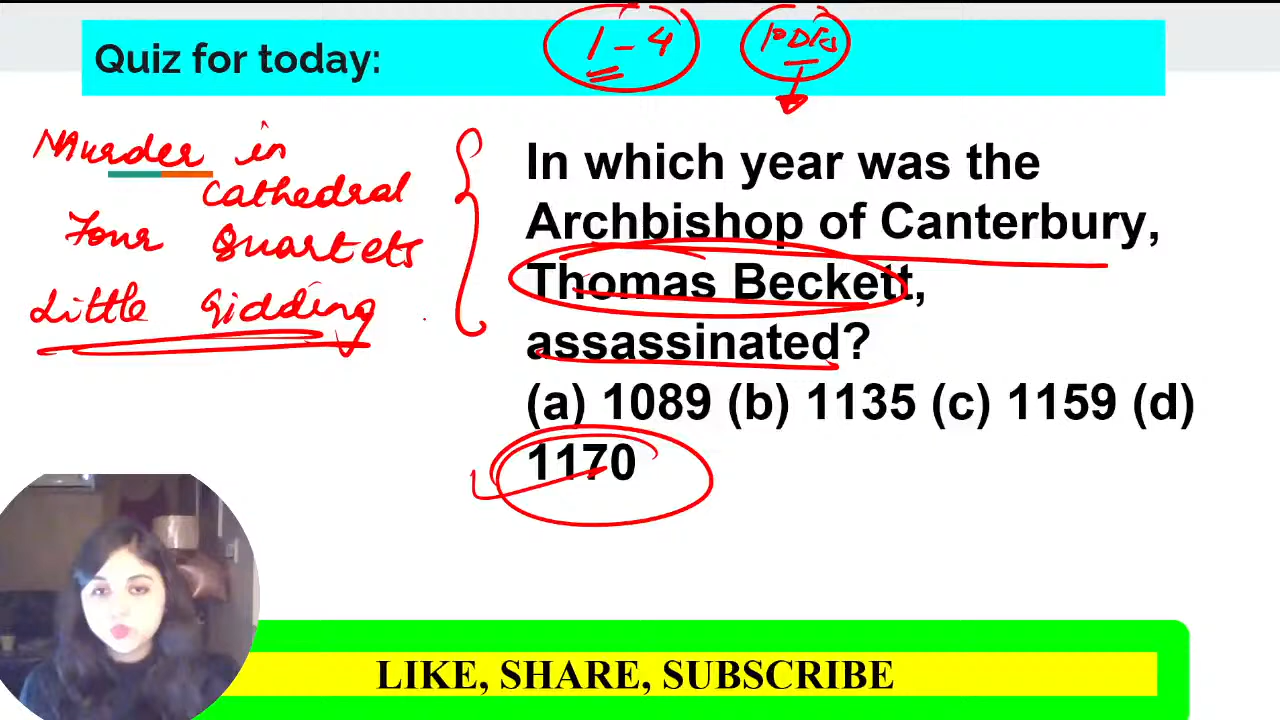 Quiz for today:
1-4
PDFs
Murder in
Cathedral
Four Quartets
Little Gidding
In which year was the
Archbishop of Canterbury,
Thomas Beckett,
assassinated?
(a) 1089 (b) 1135 (c) 1159 (d)
1170
LIKE, SHARE, SUBSCRIBE